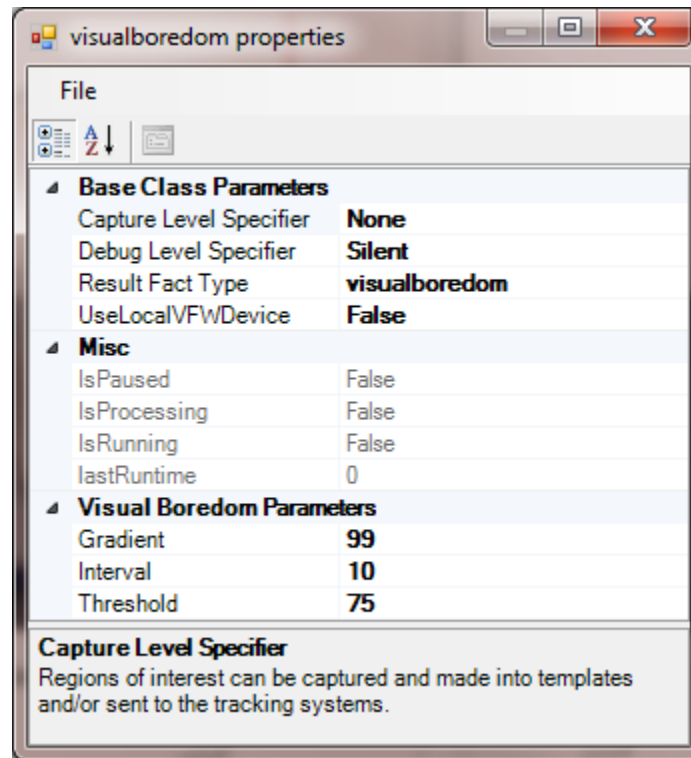 visualboredom properties
File
Base Class Parameters
Capture Level Specifier None
Debug Level Specifier Silent
Result Fact Type visualboredom
UseLocalVFWDevice False
Misc
IsPaused False
IsProcessing False
IsRunning False
lastRuntime 0
Visual Boredom Parameters
Gradient 99
Interval 10
Threshold 75
Capture Level Specifier
Regions of interest can be captured and made into templates
and/or sent to the tracking systems.